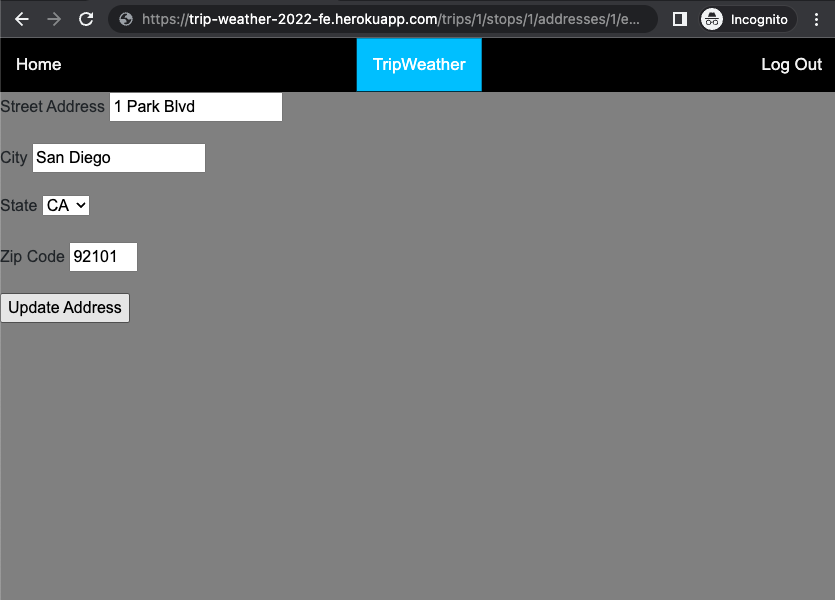 https://trip-weather-2022-fe.herokuapp.com/trips/1/stops/1/addresses/1/e... Incognito
Home TripWeather Log Out
Street Address 1 Park Blvd
City San Diego
State CA
Zip Code 92101
Update Address